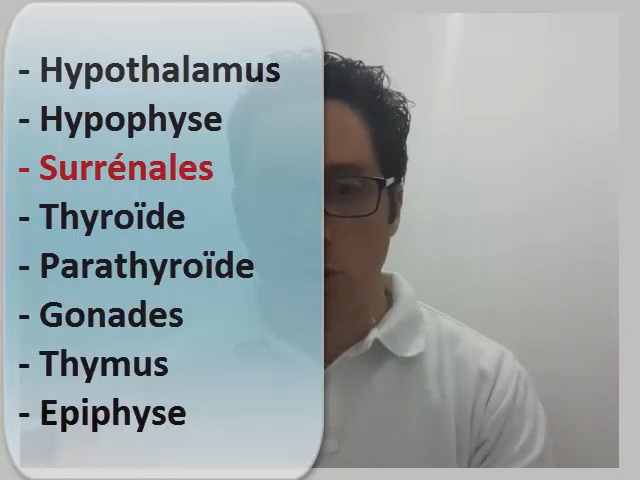 - Hypothalamus
- Hypophyse
- Surrénales
- Thyroïde
- Parathyroïde
- Gonades
- Thymus
- Epiphyse